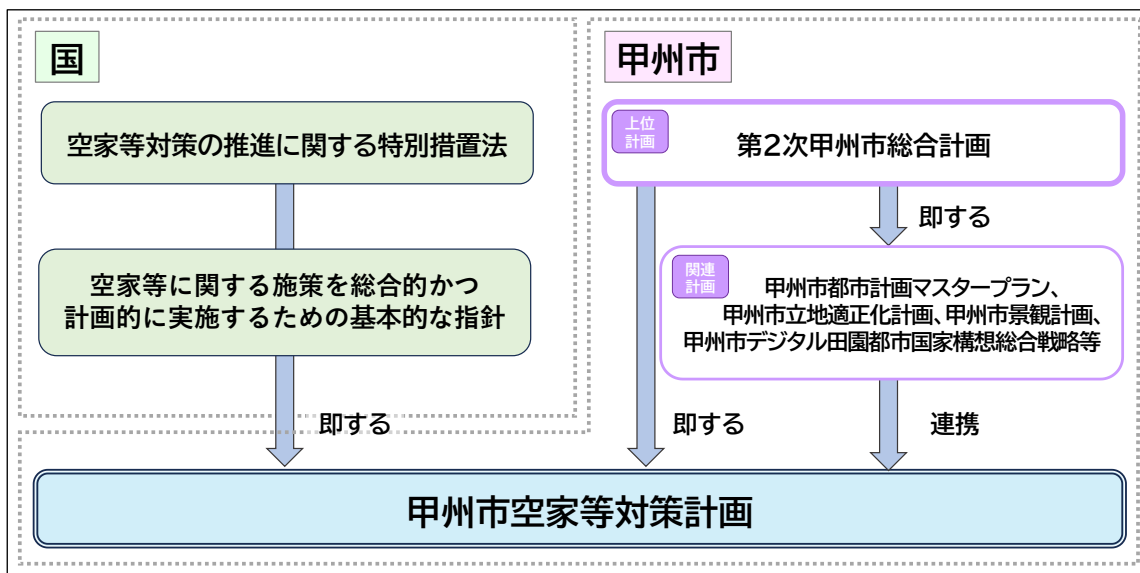 国
空家等対策の推進に関する特別措置法
空家等に関する施策を総合的かつ
計画的に実施するための基本的な指針
即する
甲州市
上位
計画
第2次甲州市総合計画
即する
関連
計画
甲州市都市計画マスタープラン、
甲州市立地適正化計画、甲州市景観計画、
甲州市デジタル田園都市国家構想総合戦略等
即する
連携
甲州市空家等対策計画